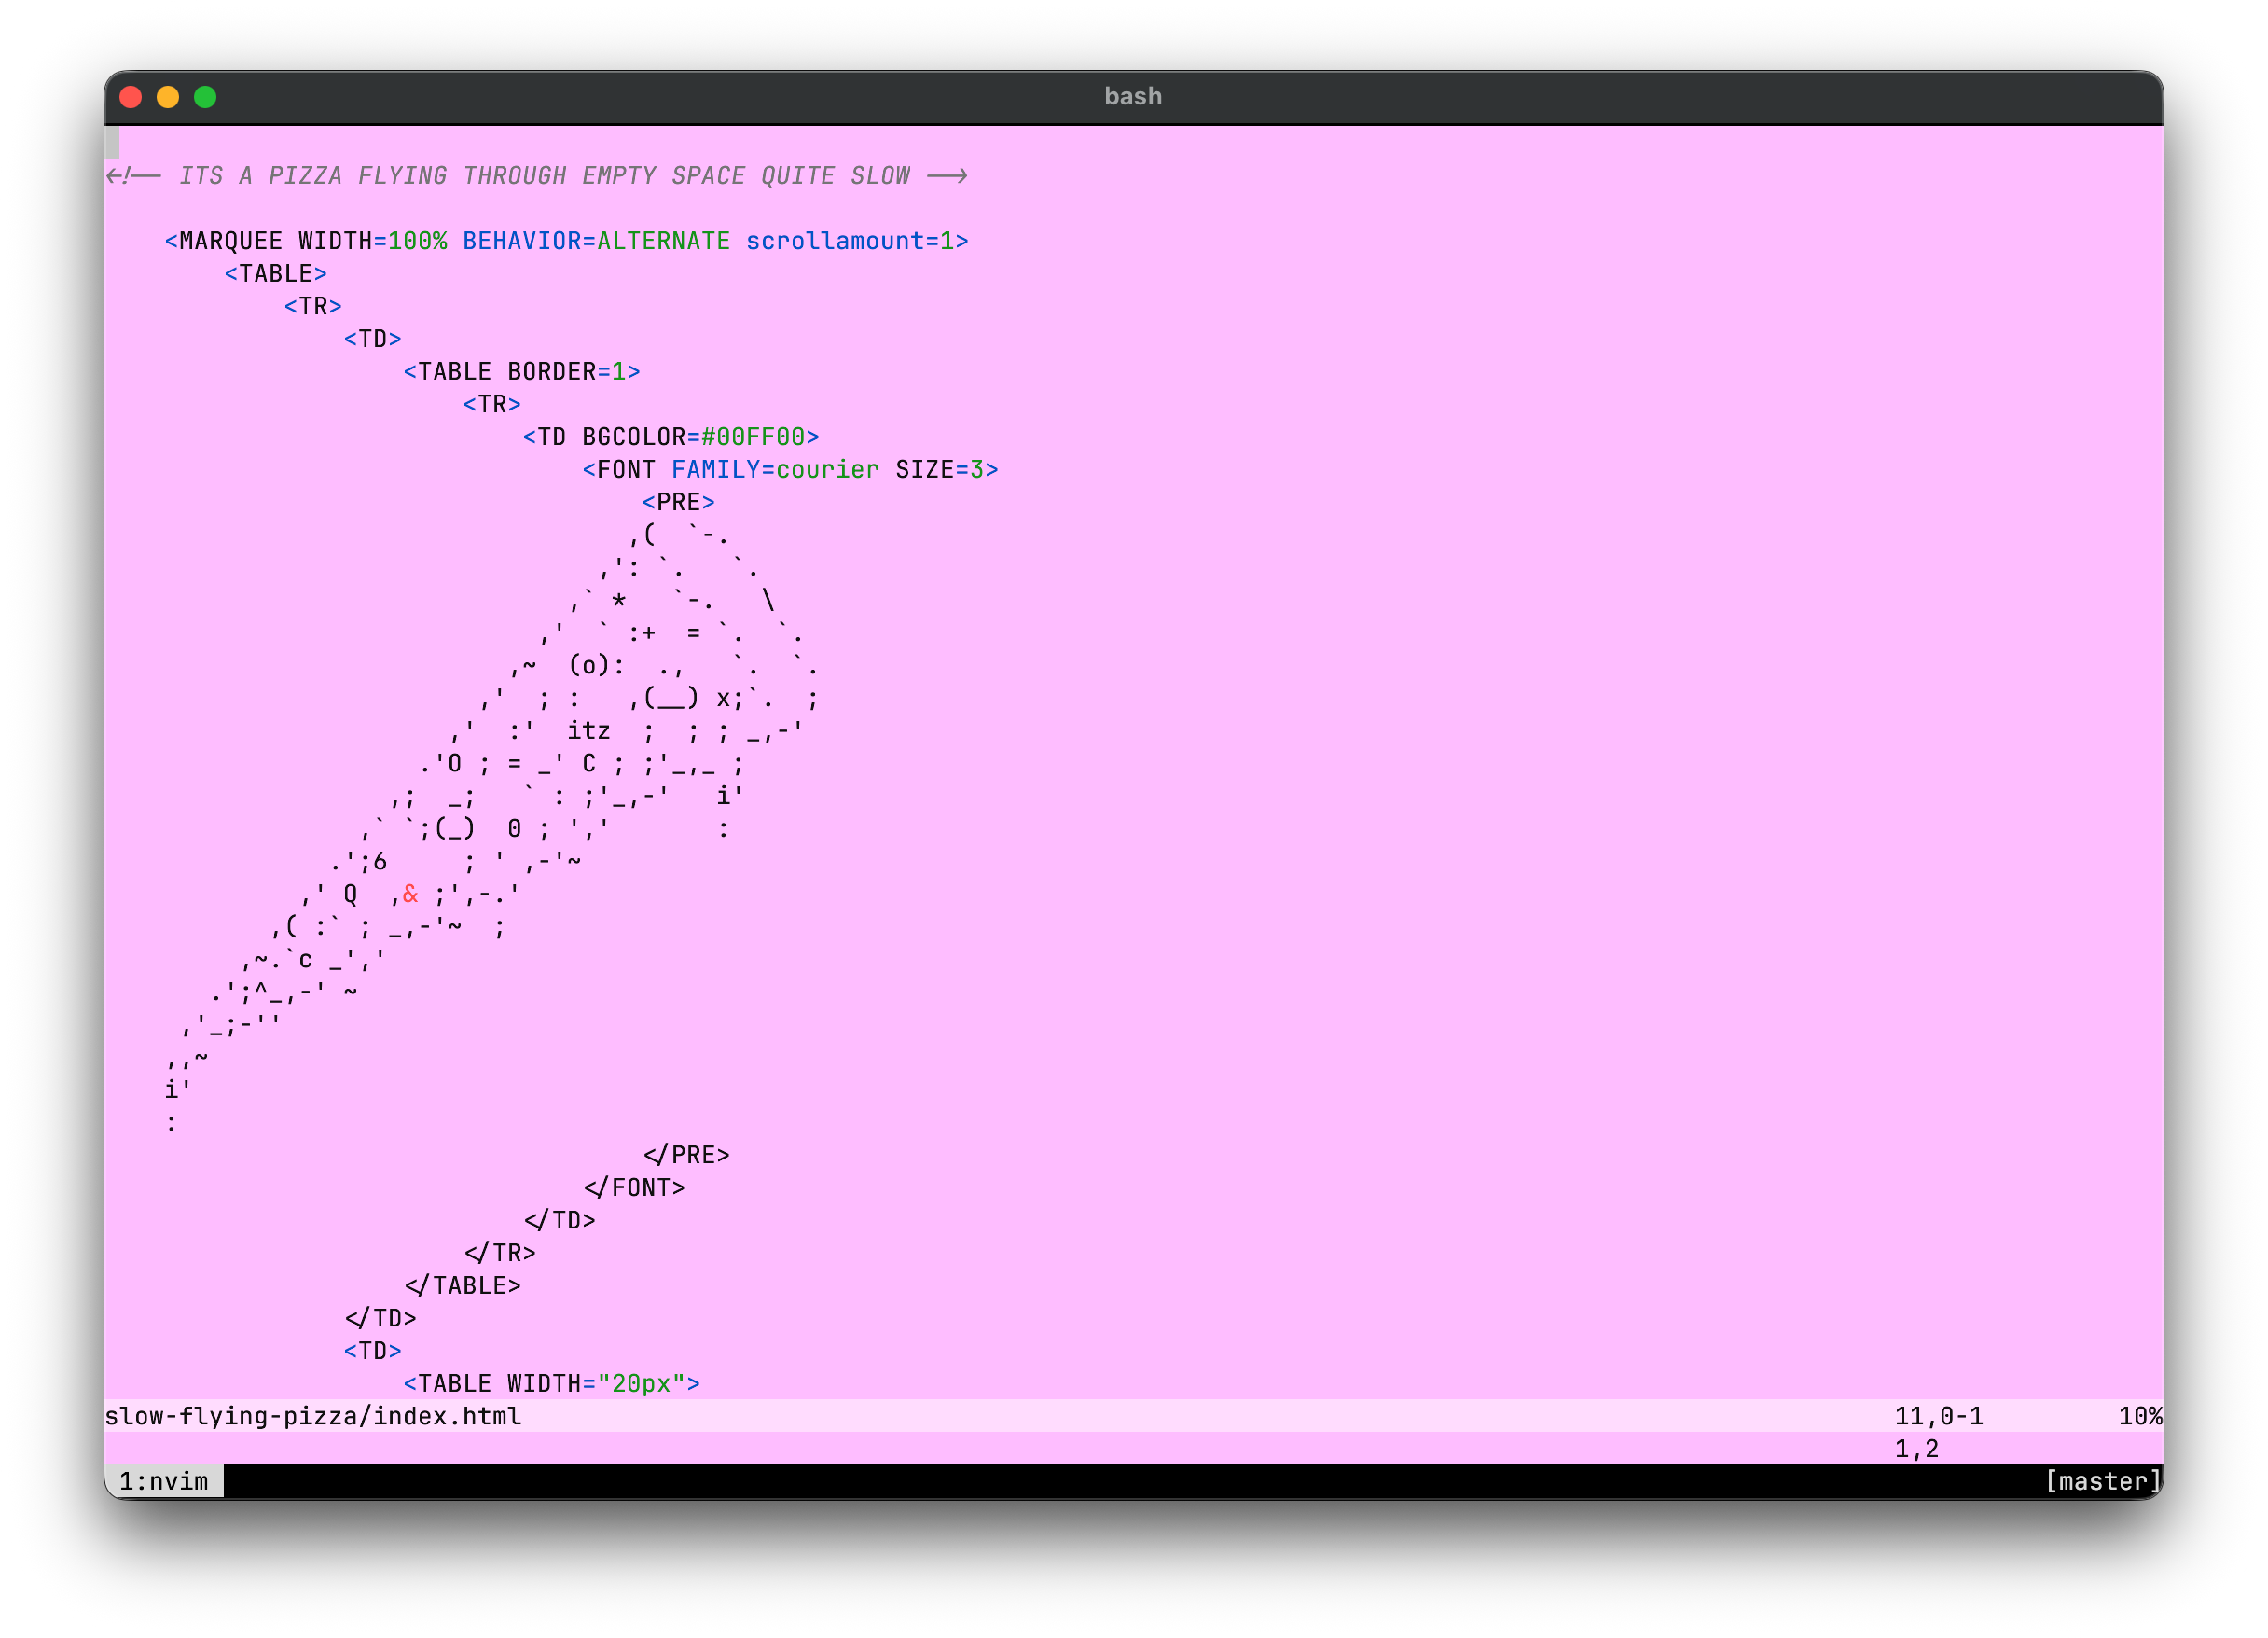 bash
<!-- ITS A PIZZA FLYING THROUGH EMPTY SPACE QUITE SLOW -->
    <MARQUEE WIDTH=100% BEHAVIOR=ALTERNATE scrollamount=1>
        <TABLE>
            <TR>
                <TD>
                    <TABLE BORDER=1>
                        <TR>
                            <TD BGCOLOR=#00FF00>
                                <FONT FAMILY=courier SIZE=3>
                                    <PRE>
                                   ,(  `-.
                                 ,': `.   `.
                               ,` *   `-.   \
                             ,'  ` :+  = `.  `.
                           ,~  (o):  .,   `.  `.
                         ,'  ; :   ,(__) x;`.  ;
                       ,'  :'  itz  ;  ; ; _,-'
                     .'O ; = _' C ; ;'_,_ ;
                   ,;  _;   ` : ;'_,-'   i'
                 ,` `;(_)  0 ; ','       :
               .';6     ; ' ,-'~
             ,' Q  ,& ;',-.'
           ,( :` ; _,-'~  ;
         ,~.`c _','
       .';^_,-' ~
     ,'_;-''
    ,,~
    i'
    :
                                    </PRE>
                                </FONT>
                            </TD>
                        </TR>
                    </TABLE>
                </TD>
                <TD>
                    <TABLE WIDTH="20px">
slow-flying-pizza/index.html 11,0-1 10%
1,2
1:nvim [master]